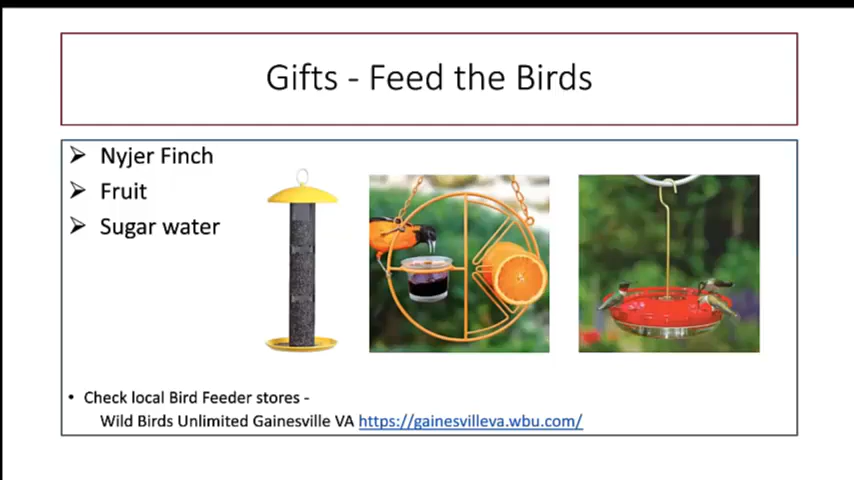 Gifts - Feed the Birds
➢ Nyjer Finch
➢ Fruit
➢ Sugar water
• Check local Bird Feeder stores -
Wild Birds Unlimited Gainesville VA https://gainesvilleva.wbu.com/